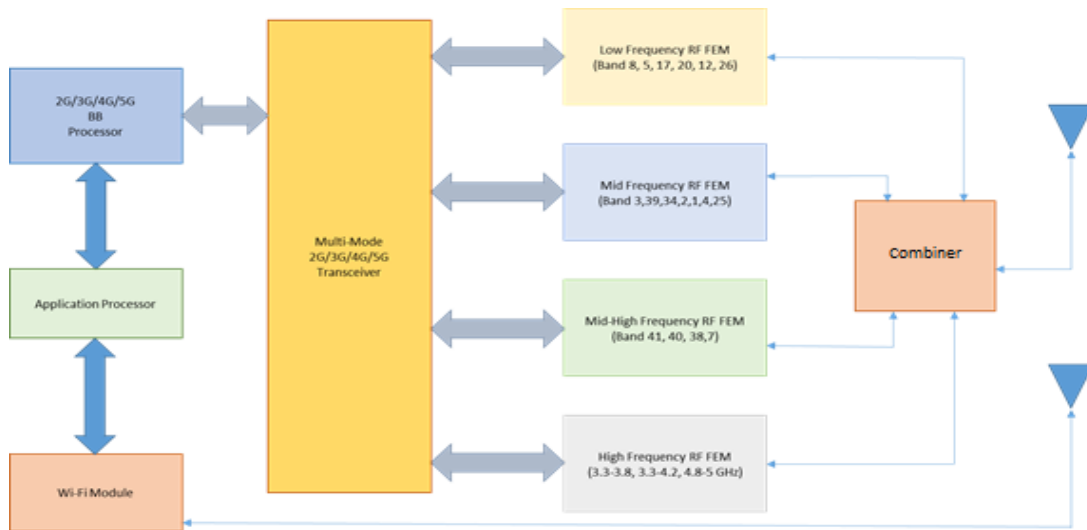 2G/3G/4G/5G
BB
Processor
Application Processor
Wi-Fi Module
Multi-Mode
2G/3G/4G/5G
Transceiver
Low Frequency RF FEM
(Band 8, 5, 17, 20, 12, 26)
Mid Frequency RF FEM
(Band 3,39,34,2,1,4,25)
Mid-High Frequency RF FEM
(Band 41, 40, 38,7)
High Frequency RF FEM
(3.3-3.8, 3.3-4.2, 4.8-5 GHz)
Combiner